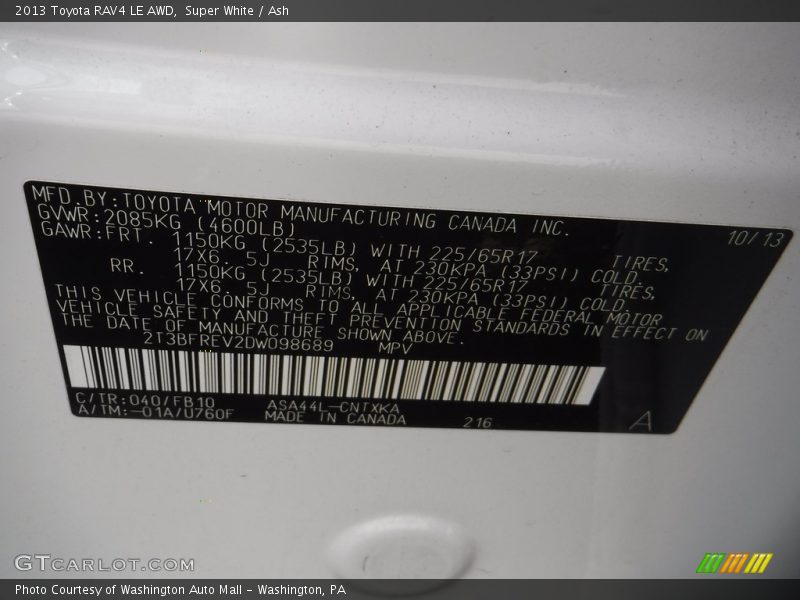 2013 Toyota RAV4 LE AWD, Super White / Ash
MFD.BY:TOYOTA MOTOR MANUFACTURING CANADA INC. 10/13
GVWR:2085KG (4600LB)
GAWR:FRT. 1150KG (2535LB) WITH 225/65R17 TIRES,
17X6. 5J RIMS, AT 230KPA (33PSI) COLD.
RR. 1150KG (2535LB) WITH 225/65R17 TIRES,
17X6. 5J RIMS, AT 230KPA (33PSI) COLD.
THIS VEHICLE CONFORMS TO ALL APPLICABLE FEDERAL MOTOR
VEHICLE SAFETY AND THEFT PREVENTION STANDARDS IN EFFECT ON
THE DATE OF MANUFACTURE SHOWN ABOVE.
2T3BFREV2DW098689 MPV
C/TR:040/FB10 ASA44L-CNTXKA
A/TM:-01A/U760F MADE IN CANADA 216 A
GTCARLOT.COM
Photo Courtesy of Washington Auto Mall - Washington, PA